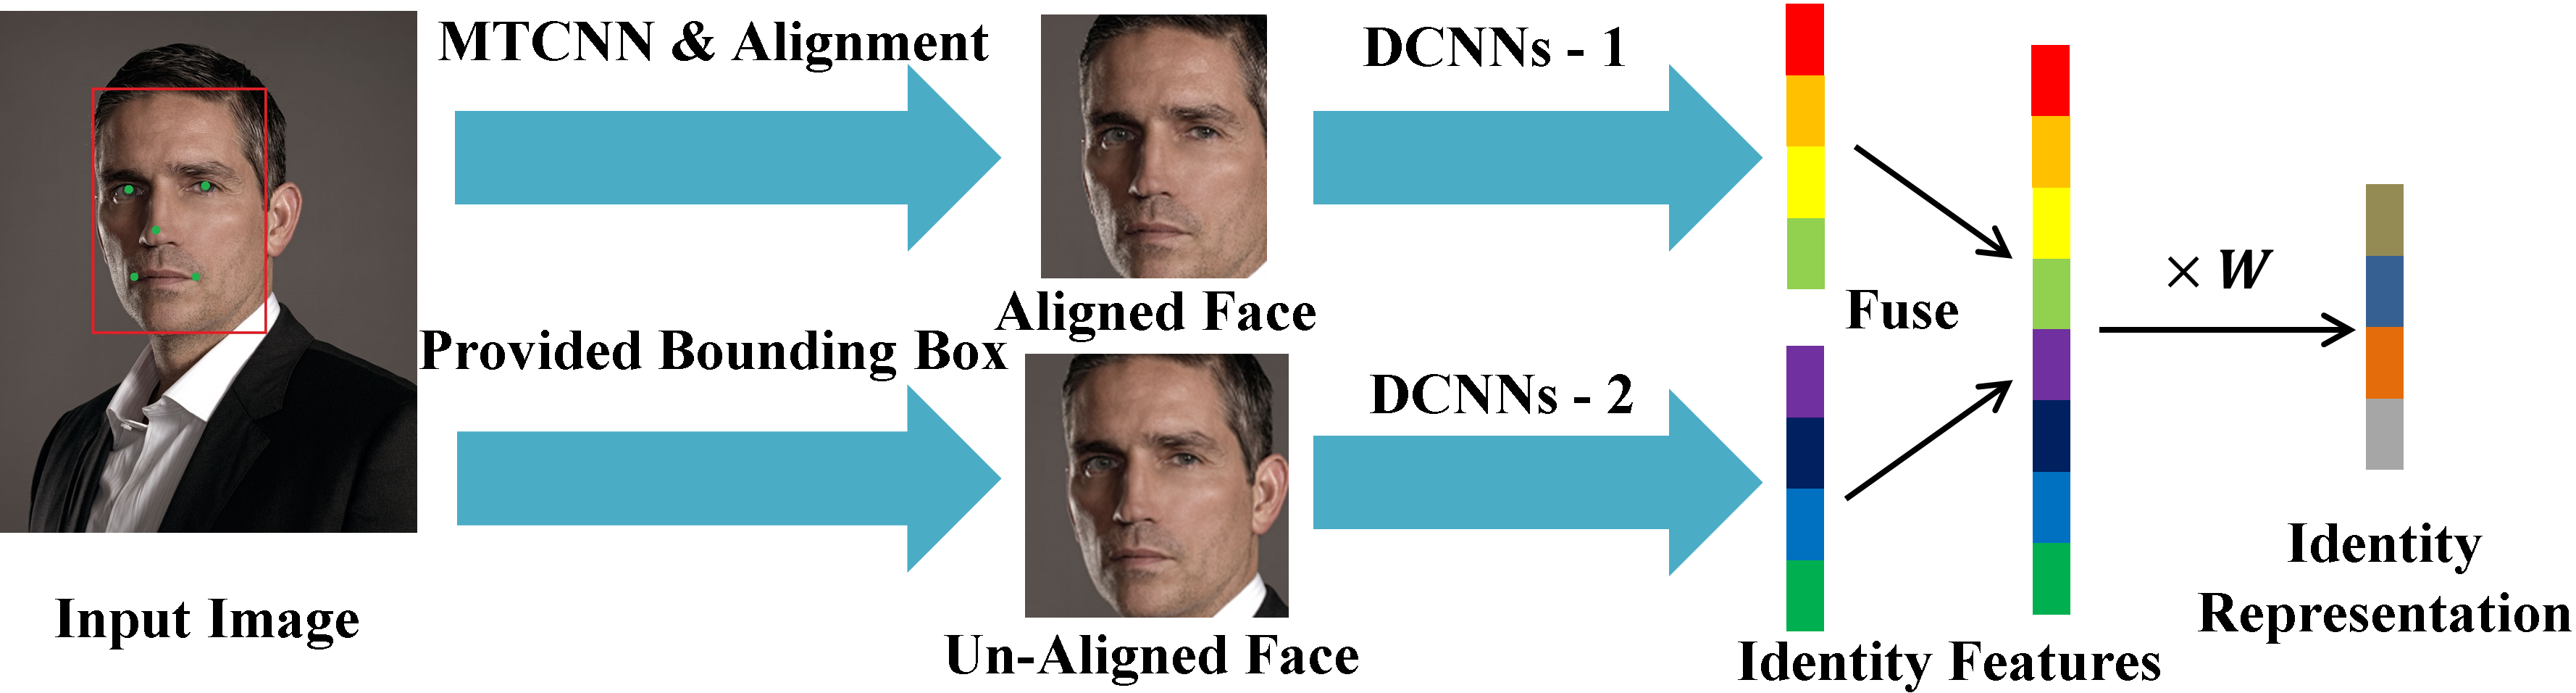 MTCNN & Alignment
DCNNs - 1
Aligned Face
Fuse
× W
Provided Bounding Box
DCNNs - 2
Input Image
Un-Aligned Face
Identity Features
Identity
Representation